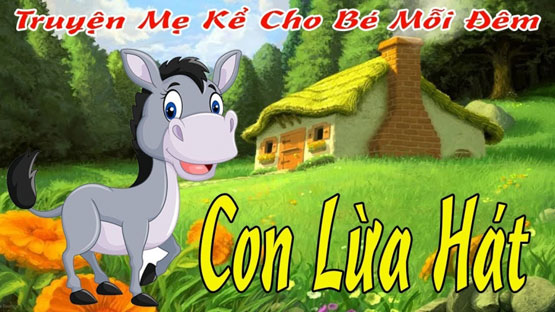 Truyện Mẹ Kể Cho Bé Mỗi Đêm
Con Lừa Hát